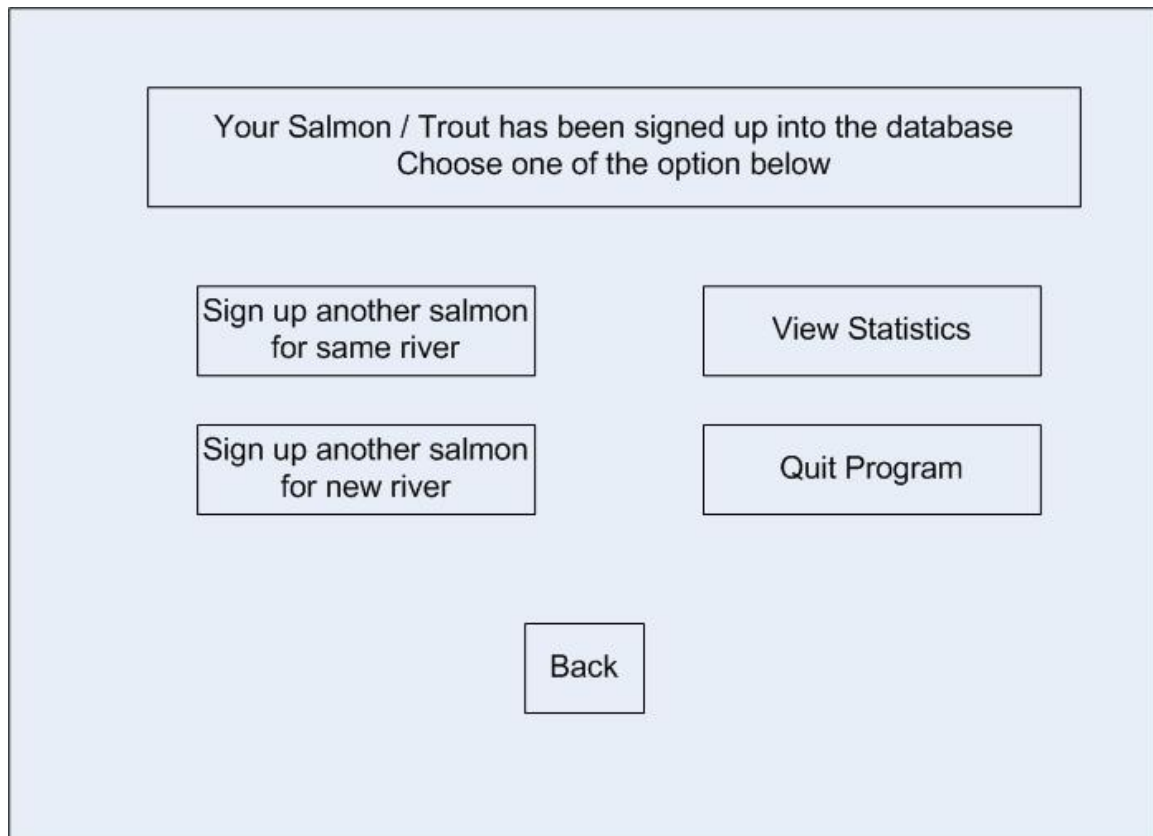 Your Salmon / Trout has been signed up into the database
Choose one of the option below
Sign up another salmon
for same river
View Statistics
Sign up another salmon
for new river
Quit Program
Back